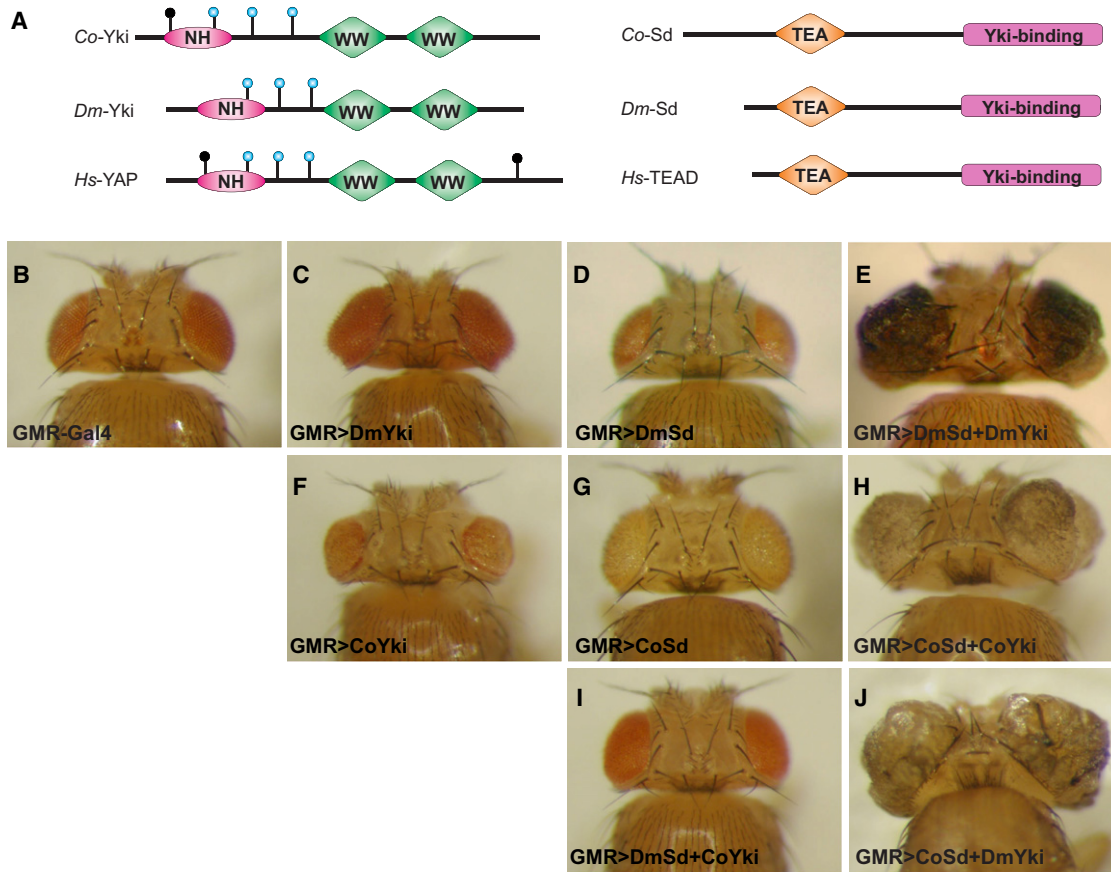 A
Co-Yki NH WW WW
Co-Sd TEA Yki-binding
Dm-Yki NH WW WW
Dm-Sd TEA Yki-binding
Hs-YAP NH WW WW
Hs-TEAD TEA Yki-binding
B
GMR-Gal4
C
GMR>DmYki
D
GMR>DmSd
E
GMR>DmSd+DmYki
F
GMR>CoYki
G
GMR>CoSd
H
GMR>CoSd+CoYki
I
GMR>DmSd+CoYki
J
GMR>CoSd+DmYki